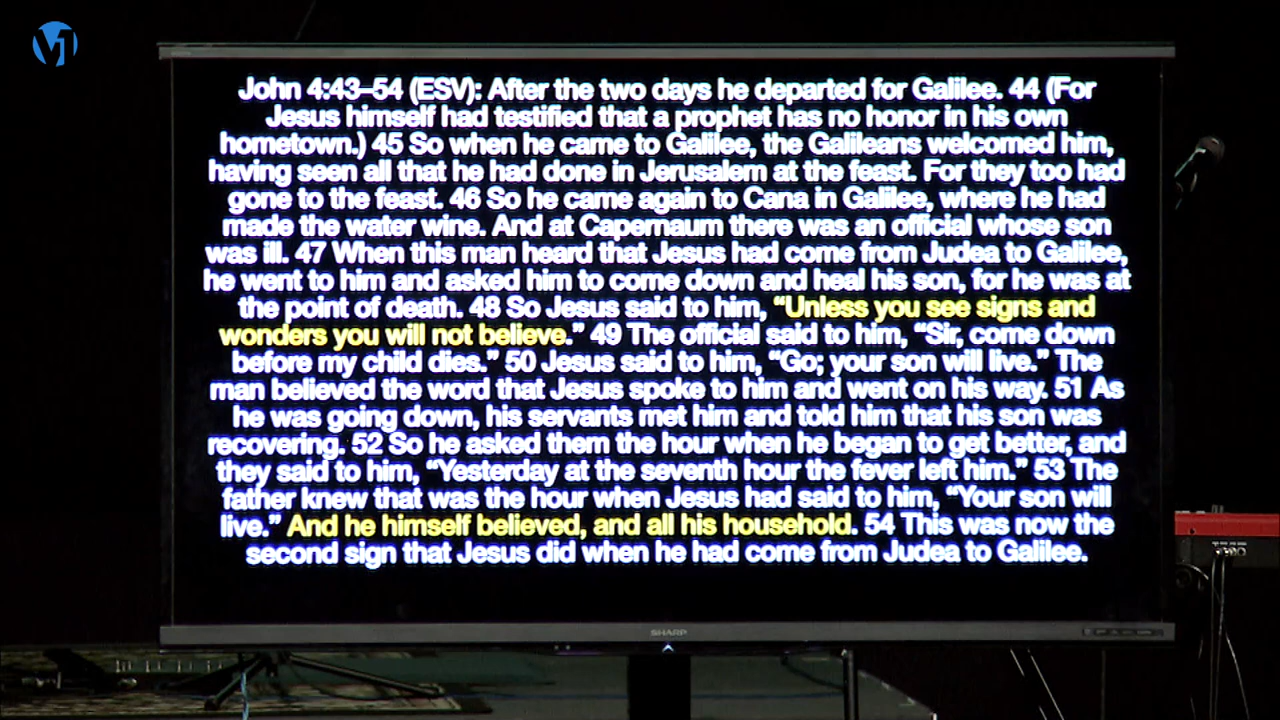 John 4:43–54 (ESV): After the two days he departed for Galilee. 44 (For
Jesus himself had testified that a prophet has no honor in his own
hometown.) 45 So when he came to Galilee, the Galileans welcomed him,
having seen all that he had done in Jerusalem at the feast. For they too had
gone to the feast. 46 So he came again to Cana in Galilee, where he had
made the water wine. And at Capernaum there was an official whose son
was ill. 47 When this man heard that Jesus had come from Judea to Galilee,
he went to him and asked him to come down and heal his son, for he was at
the point of death. 48 So Jesus said to him, “Unless you see signs and
wonders you will not believe.” 49 The official said to him, “Sir, come down
before my child dies.” 50 Jesus said to him, “Go; your son will live.” The
man believed the word that Jesus spoke to him and went on his way. 51 As
he was going down, his servants met him and told him that his son was
recovering. 52 So he asked them the hour when he began to get better, and
they said to him, “Yesterday at the seventh hour the fever left him.” 53 The
father knew that was the hour when Jesus had said to him, “Your son will
live.” And he himself believed, and all his household. 54 This was now the
second sign that Jesus did when he had come from Judea to Galilee.
SHARP